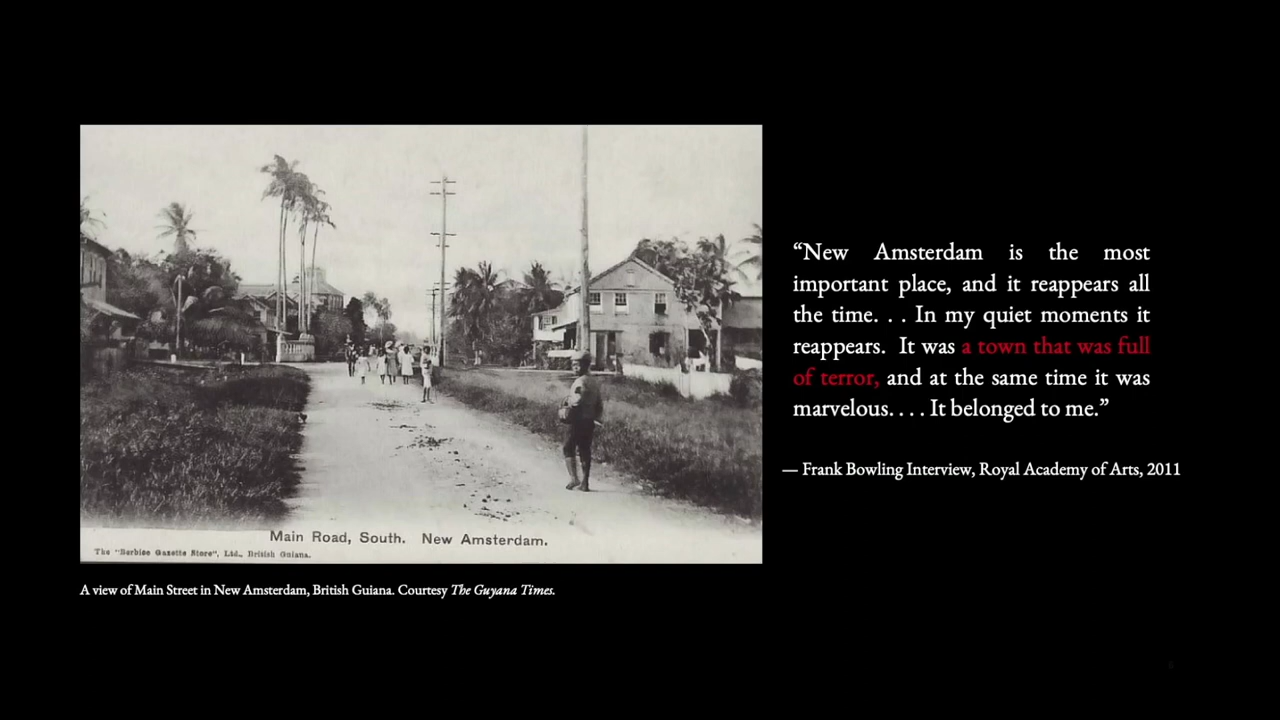 “New Amsterdam is the most
important place, and it reappears all
the time. . . In my quiet moments it
reappears. It was a town that was full
of terror, and at the same time it was
marvelous. . . . It belonged to me.”
— Frank Bowling Interview, Royal Academy of Arts, 2011
Main Road, South. New Amsterdam.
The "Berbice Gazette Store", Ltd., British Guiana.
A view of Main Street in New Amsterdam, British Guiana. Courtesy The Guyana Times.